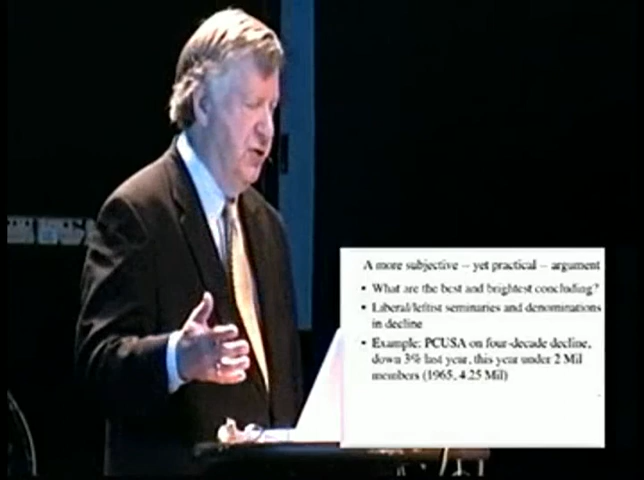 A more subjective – yet practical – argument
• What are the best and brightest concluding?
• Liberal/leftist seminaries and denominations
in decline
• Example: PCUSA on four-decade decline,
down 3% last year, this year under 2 Mil
members (1965, 4.25 Mil)